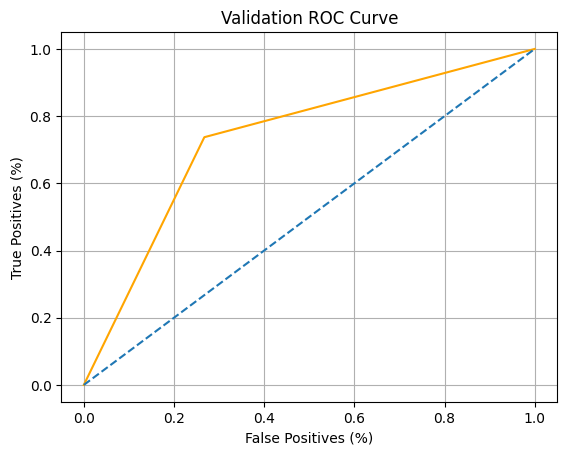 Validation ROC Curve
True Positives (%)
1.0
0.8
0.6
0.4
0.2
0.0
0.0 0.2 0.4 0.6 0.8 1.0
False Positives (%)